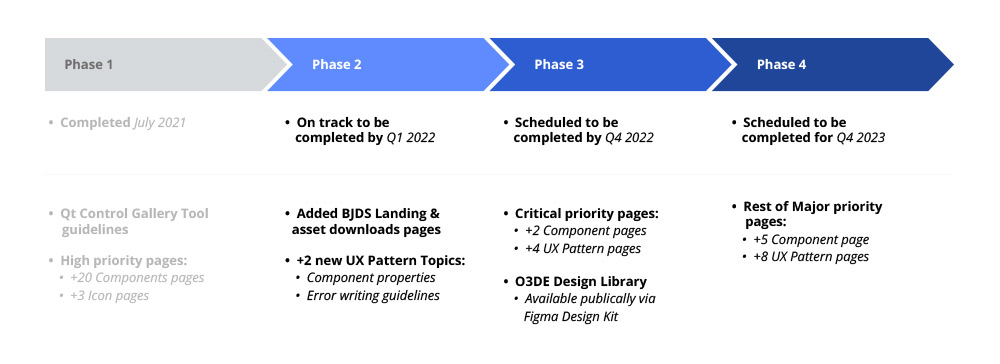 Phase 1
Phase 2
Phase 3
Phase 4
• Completed July 2021
• On track to be
completed by Q1 2022
• Scheduled to be
completed by Q4 2022
• Scheduled to be
completed for Q4 2023
• Qt Control Gallery Tool
guidelines
• High priority pages:
• +20 Components pages
• +3 Icon pages
• Added BJDS Landing &
asset downloads pages
• +2 new UX Pattern Topics:
• Component properties
• Error writing guidelines
• Critical priority pages:
• +2 Component pages
• +4 UX Pattern pages
• O3DE Design Library
• Available publically via
Figma Design Kit
• Rest of Major priority
pages:
• +5 Component page
• +8 UX Pattern pages